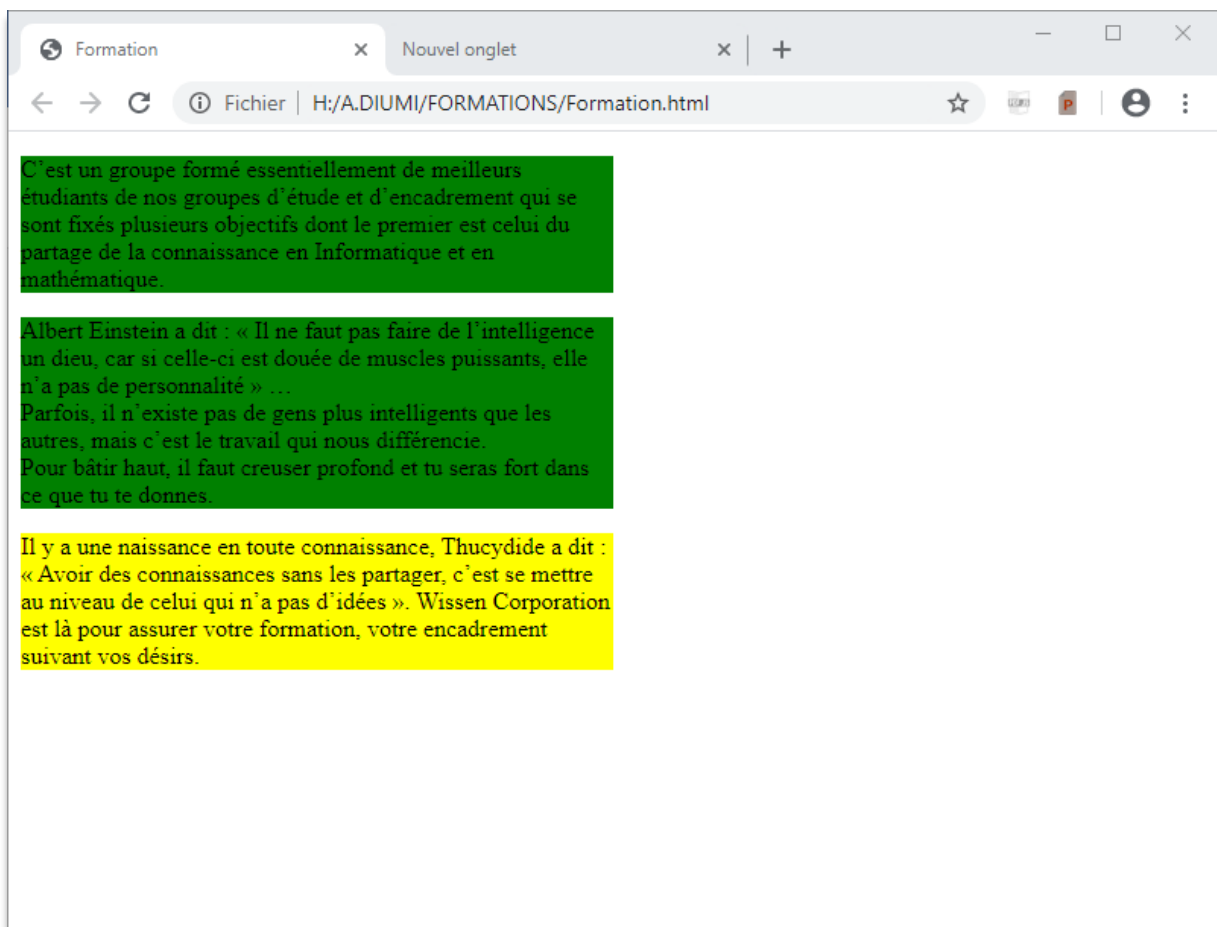 Formation
Nouvel onglet
Fichier
H:/A.DIUMI/FORMATIONS/Formation.html
P
C’est un groupe formé essentiellement de meilleurs
étudiants de nos groupes d’étude et d’encadrement qui se
sont fixés plusieurs objectifs dont le premier est celui du
partage de la connaissance en Informatique et en
mathématique.
Albert Einstein a dit : « Il ne faut pas faire de l’intelligence
un dieu, car si celle-ci est douée de muscles puissants, elle
n’a pas de personnalité » …
Parfois, il n’existe pas de gens plus intelligents que les
autres, mais c’est le travail qui nous différencie.
Pour bâtir haut, il faut creuser profond et tu seras fort dans
ce que tu te donnes.
Il y a une naissance en toute connaissance, Thucydide a dit :
« Avoir des connaissances sans les partager, c’est se mettre
au niveau de celui qui n’a pas d’idées ». Wissen Corporation
est là pour assurer votre formation, votre encadrement
suivant vos désirs.